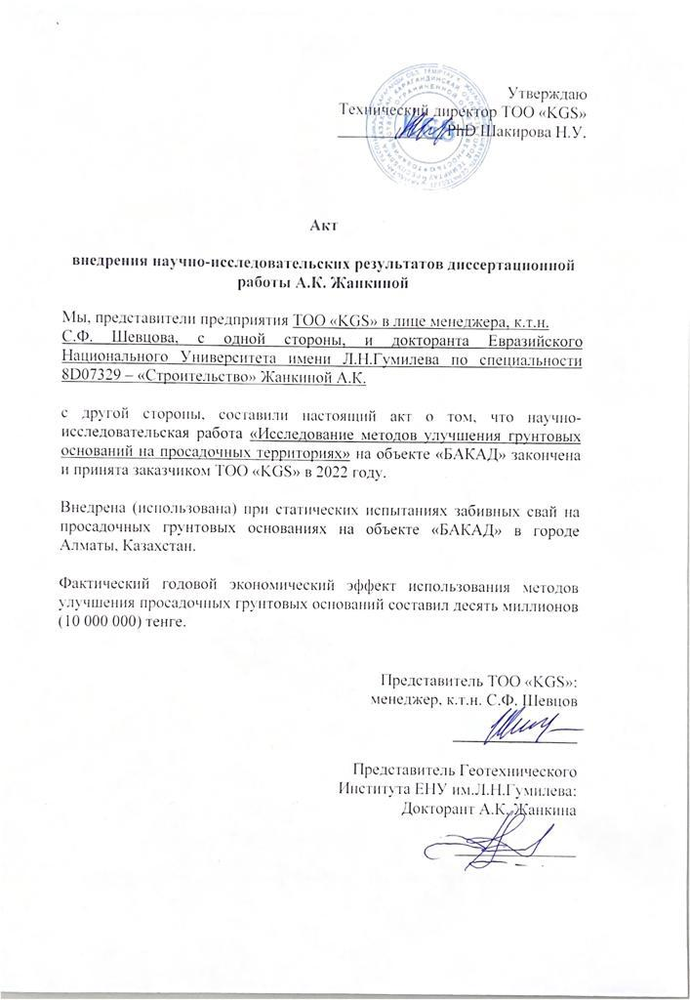 Утверждаю
Технический директор ТОО «KGS»
PhD Шакирова Н.У.
KGS
Акт
внедрения научно-исследовательских результатов диссертационной
работы А.К. Жанкиной
Мы, представители предприятия ТОО «KGS» в лице менеджера, к.т.н.
С.Ф. Шевцова, с одной стороны, и докторанта Евразийского
Национального Университета имени Л.Н.Гумилева по специальности
8D07329 – «Строительство» Жанкиной А.К.
с другой стороны, составили настоящий акт о том, что научно-
исследовательская работа «Исследование методов улучшения грунтовых
оснований на просадочных территориях» на объекте «БАКАД» закончена
и принята заказчиком ТОО «KGS» в 2022 году.
Внедрена (использована) при статических испытаниях забивных свай на
просадочных грунтовых основаниях на объекте «БАКАД» в городе
Алматы, Казахстан.
Фактический годовой экономический эффект использования методов
улучшения просадочных грунтовых оснований составил десять миллионов
(10 000 000) тенге.
Представитель ТОО «KGS»:
менеджер, к.т.н. С.Ф. Шевцов
Представитель Геотехнического
Института ЕНУ им.Л.Н.Гумилева:
Докторант А.К. Жанкина